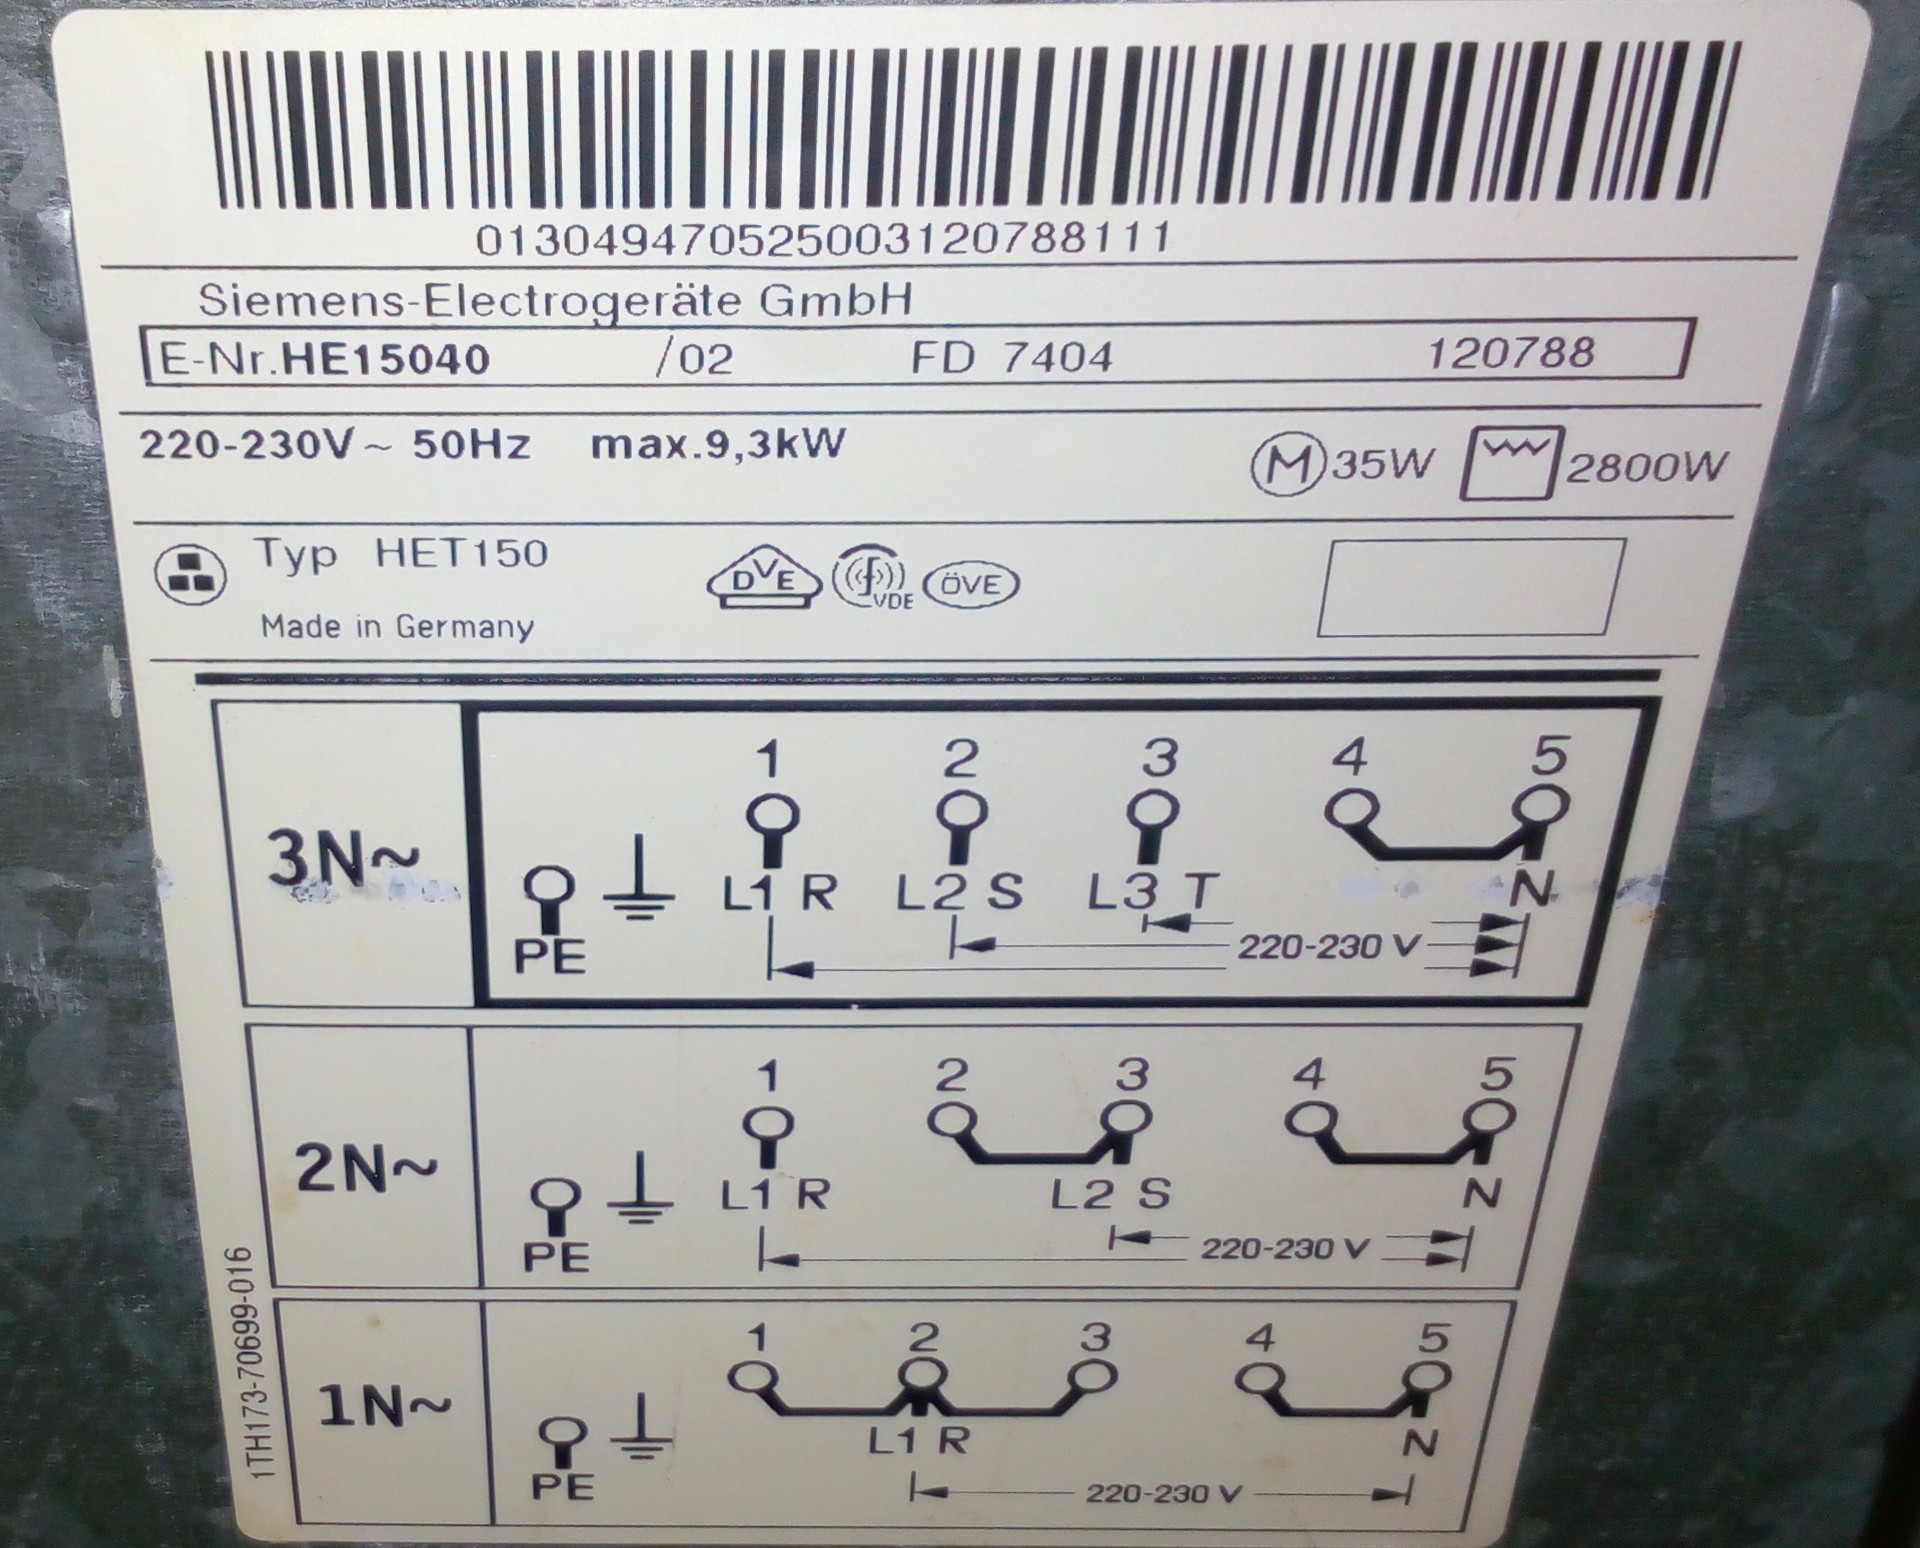 01304947052500312078​8111
Siemens-Electrogeräte GmbH
E-Nr.HE15040 /02 FD 7404 120788
220-230V~ 50Hz max.9,3kW M 35W 2800W
Typ HET150 DVE VDE ÖVE
Made in Germany
1 2 3 4 5
3N~
PE L1 R L2 S L3 T N
220-230 V
1 2 3 4 5
2N~
PE L1 R L2 S N
220-230 V
1 2 3 4 5
1N~
PE L1 R N
220-230 V
1TH173-70699-016